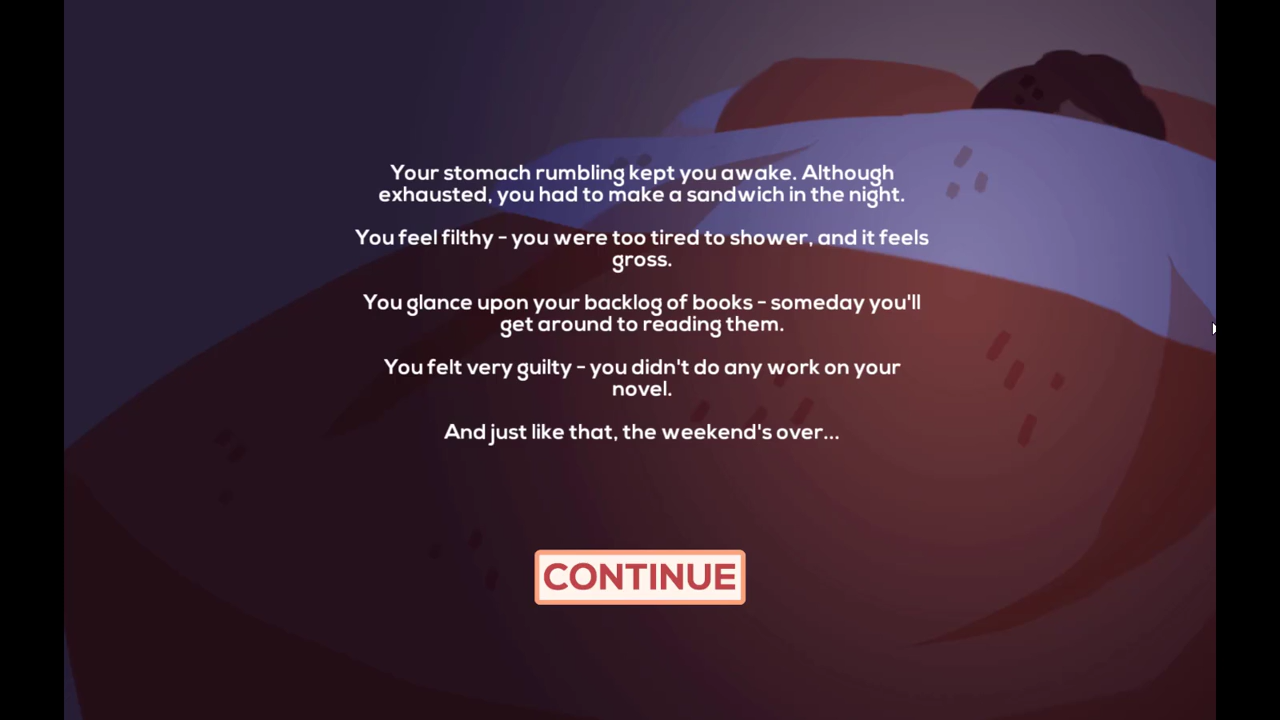 Your stomach rumbling kept you awake. Although
exhausted, you had to make a sandwich in the night.
You feel filthy - you were too tired to shower, and it feels
gross.
You glance upon your backlog of books - someday you'll
get around to reading them.
You felt very guilty - you didn't do any work on your
novel.
And just like that, the weekend's over...
CONTINUE